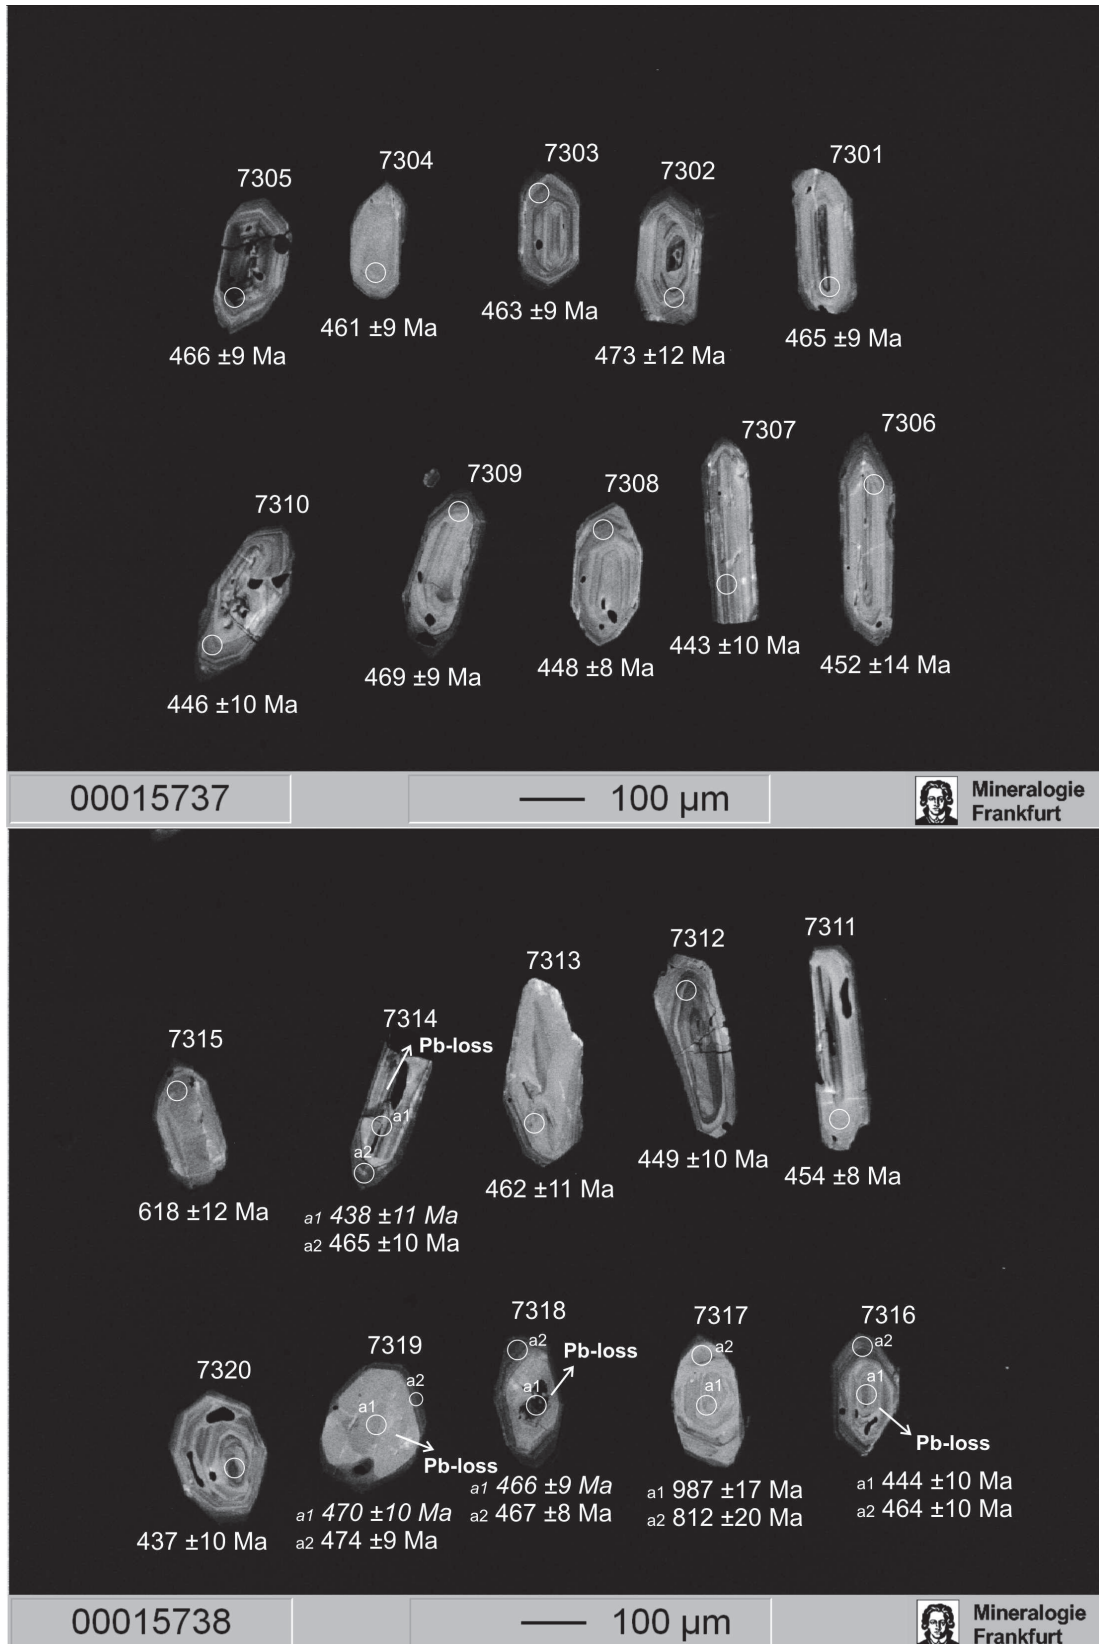 7305
7304
7303
7302
7301
466 ±9 Ma
461 ±9 Ma
463 ±9 Ma
473 ±12 Ma
465 ±9 Ma
7310
7309
7308
7307
7306
446 ±10 Ma
469 ±9 Ma
448 ±8 Ma
443 ±10 Ma
452 ±14 Ma
00015737
100 µm
Mineralogie
Frankfurt
7315
7314
7313
7312
7311
Pb-loss
a1
a2
618 ±12 Ma
a1 438 ±11 Ma
a2 465 ±10 Ma
462 ±11 Ma
449 ±10 Ma
454 ±8 Ma
7320
7319
7318
7317
7316
a2
a1
Pb-loss
a2
a1
Pb-loss
a2
a1
a2
a1
Pb-loss
437 ±10 Ma
a1 470 ±10 Ma
a2 474 ±9 Ma
a1 466 ±9 Ma
a2 467 ±8 Ma
a1 987 ±17 Ma
a2 812 ±20 Ma
a1 444 ±10 Ma
a2 464 ±10 Ma
00015738
100 µm
Mineralogie
Frankfurt